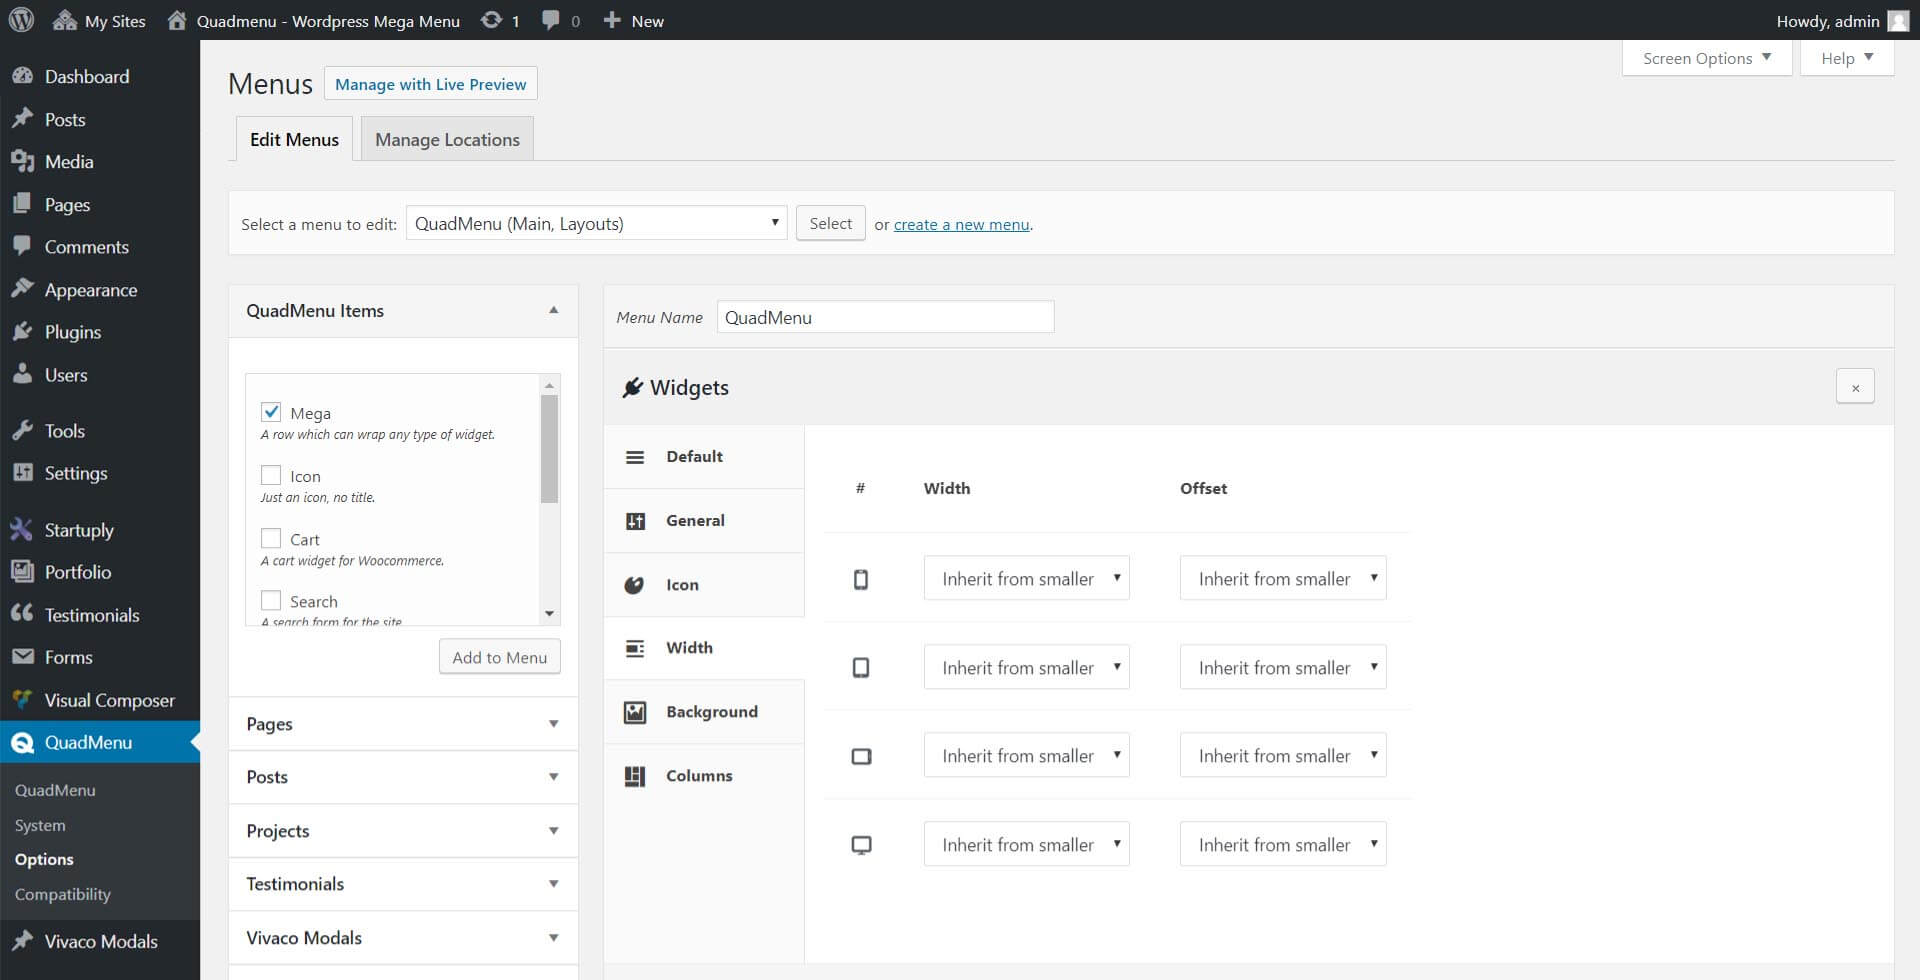 My Sites Quadmenu - Wordpress Mega Menu 1 0 New Howdy, admin
Dashboard
Posts
Media
Pages
Comments
Appearance
Plugins
Users
Tools
Settings
Startuply
Portfolio
Testimonials
Forms
Visual Composer
QuadMenu
QuadMenu
System
Options
Compatibility
Vivaco Modals
Screen Options Help
Menus Manage with Live Preview
Edit Menus Manage Locations
Select a menu to edit: QuadMenu (Main, Layouts) Select or create a new menu.
QuadMenu Items
Mega
A row which can wrap any type of widget.
Icon
Just an icon, no title.
Cart
A cart widget for Woocommerce.
Search
A search form for the site
Add to Menu
Pages
Posts
Projects
Testimonials
Vivaco Modals
Menu Name QuadMenu
Widgets ×
Default
General
Icon
Width
Background
Columns
# Width Offset
Inherit from smaller Inherit from smaller
Inherit from smaller Inherit from smaller
Inherit from smaller Inherit from smaller
Inherit from smaller Inherit from smaller